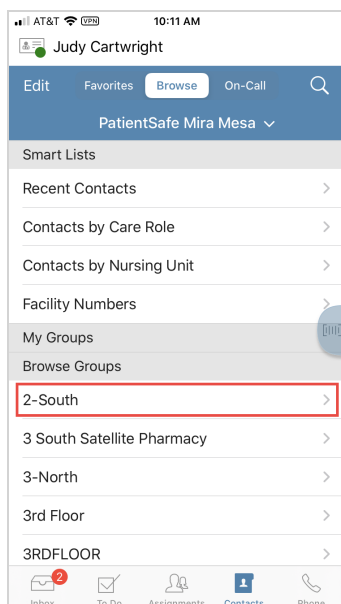 AT&T VPN 10:11 AM
Judy Cartwright
Edit Favorites Browse On-Call
PatientSafe Mira Mesa
Smart Lists
Recent Contacts
Contacts by Care Role
Contacts by Nursing Unit
Facility Numbers
My Groups
Browse Groups
2-South
3 South Satellite Pharmacy
3-North
3rd Floor
3RDFLOOR
2
Inbox To Do Assignments Contacts Phone